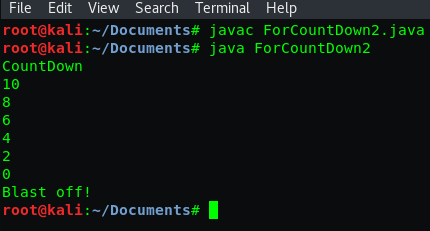 File Edit View Search Terminal Help
root@kali:~/Documents# javac ForCountDown2.java
root@kali:~/Documents# java ForCountDown2
CountDown
10
8
6
4
2
0
Blast off!
root@kali:~/Documents#